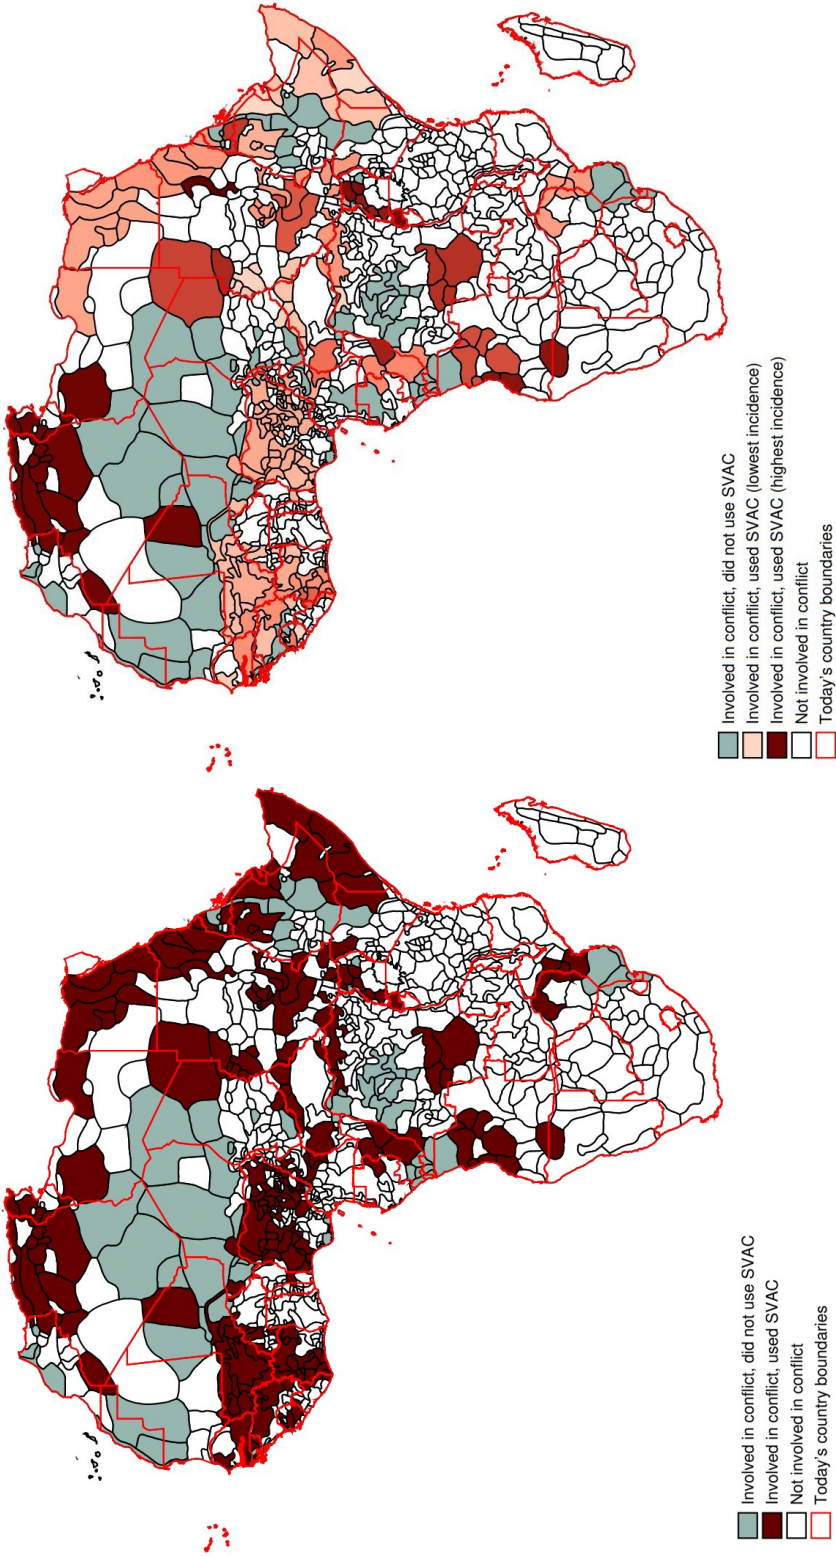 Involved in conflict, did not use SVAC
Involved in conflict, used SVAC
Not involved in conflict
Today's country boundaries
Involved in conflict, did not use SVAC
Involved in conflict, used SVAC (lowest incidence)
Involved in conflict, used SVAC (highest incidence)
Not involved in conflict
Today's country boundaries